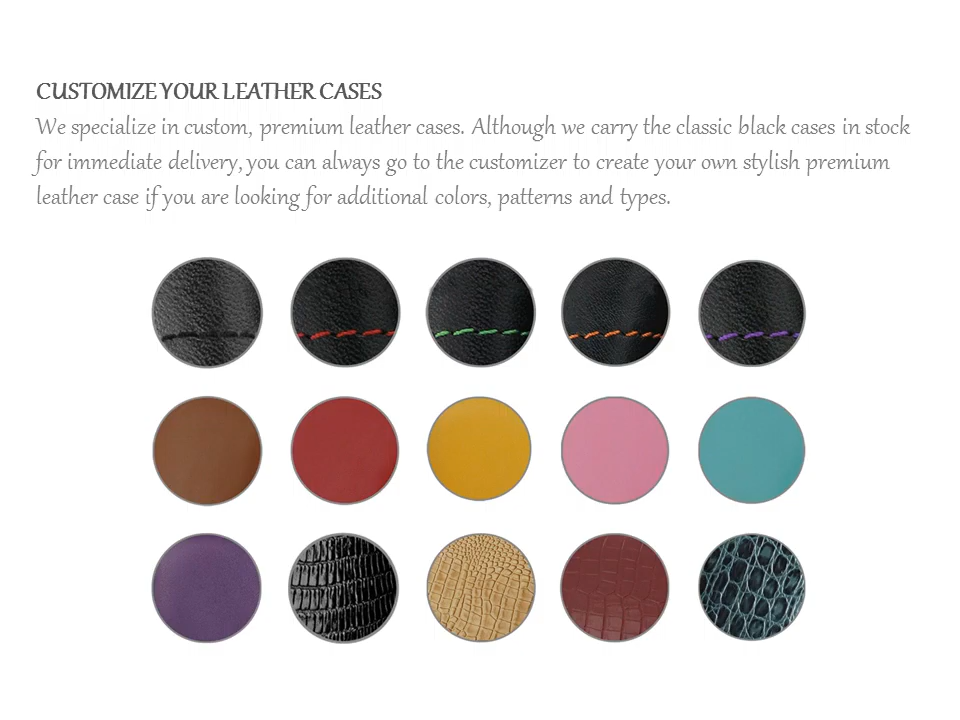 CUSTOMIZE YOUR LEATHER CASES
We specialize in custom, premium leather cases. Although we carry the classic black cases in stock
for immediate delivery, you can always go to the customizer to create your own stylish premium
leather case if you are looking for additional colors, patterns and types.